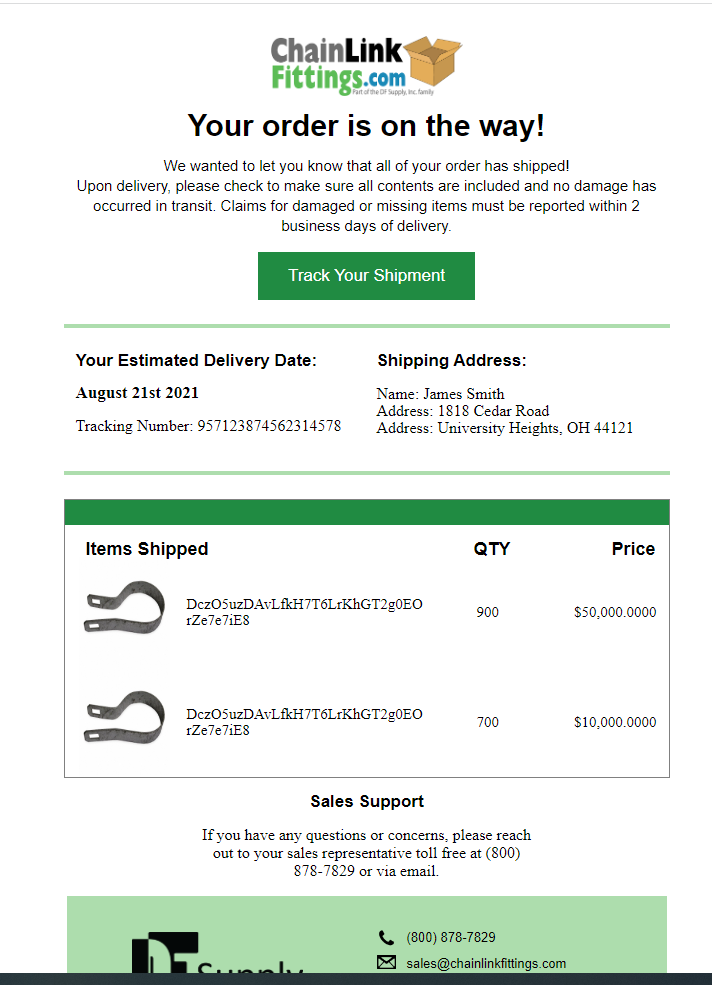 ChainLink
Fittings.com
Part of the DF Supply, Inc. family
Your order is on the way!
We wanted to let you know that all of your order has shipped!
Upon delivery, please check to make sure all contents are included and no damage has
occurred in transit. Claims for damaged or missing items must be reported within 2
business days of delivery.
Track Your Shipment
Your Estimated Delivery Date:
August 21st 2021
Tracking Number: 957123874562314578
Shipping Address:
Name: James Smith
Address: 1818 Cedar Road
Address: University Heights, OH 44121
Items Shipped QTY Price
DczO5uzDAvLfkH7T6LrKhGT2g0EO
rZe7e7iE8
900 $50,000.0000
DczO5uzDAvLfkH7T6LrKhGT2g0EO
rZe7e7iE8
700 $10,000.0000
Sales Support
If you have any questions or concerns, please reach
out to your sales representative toll free at (800)
878-7829 or via email.
DF Supply
(800) 878-7829
sales@chainlinkfittings.com